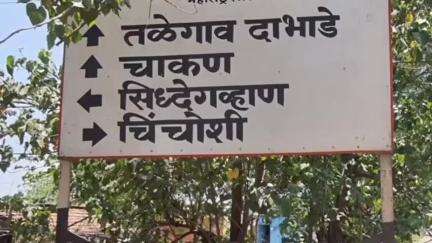 ↑ तळेगाव दाभाडे
↑ चाकण
← सिध्देगव्हाण
→ चिंचोशी